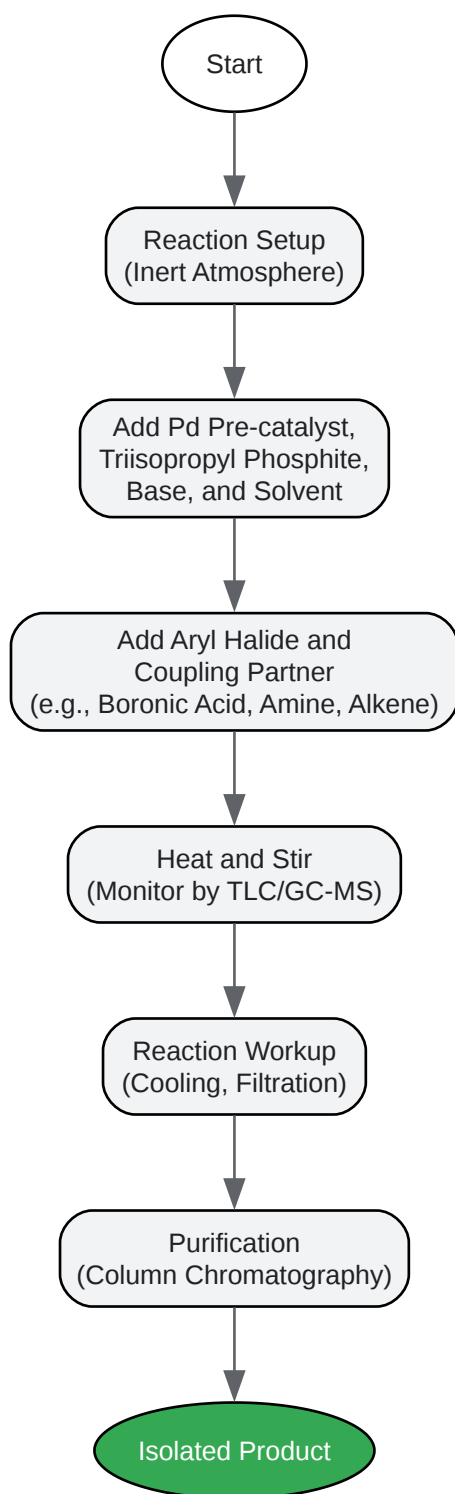 Start
Reaction Setup
(Inert Atmosphere)
Add Pd Pre-catalyst,
Triisopropyl Phosphite,
Base, and Solvent
Add Aryl Halide and
Coupling Partner
(e.g., Boronic Acid, Amine, Alkene)
Heat and Stir
(Monitor by TLC/GC-MS)
Reaction Workup
(Cooling, Filtration)
Purification
(Column Chromatography)
Isolated Product